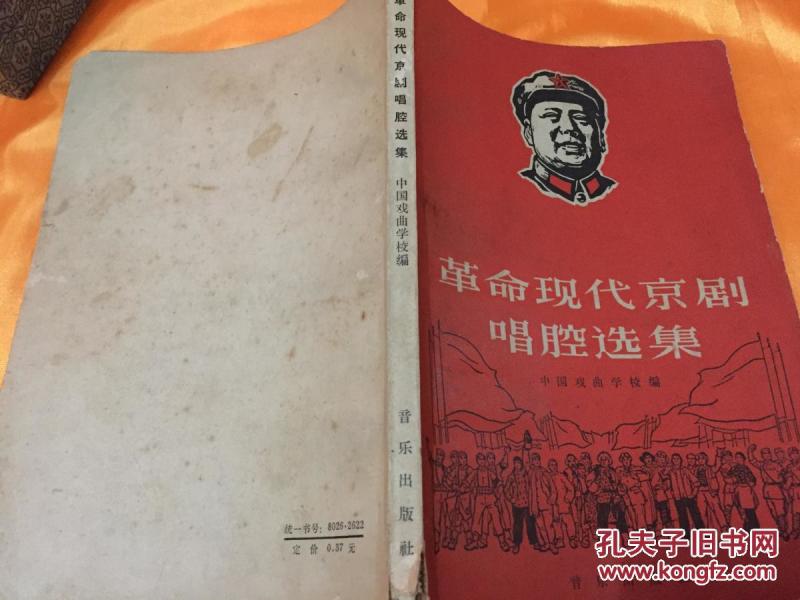 革命现代京剧唱腔选集
中国戏曲学校编
音乐出版社
统一书号：8026·2622
定价 0.37 元
革命现代京剧
唱腔选集
中国戏曲学校编
音乐
孔夫子旧书网
kongfz.com